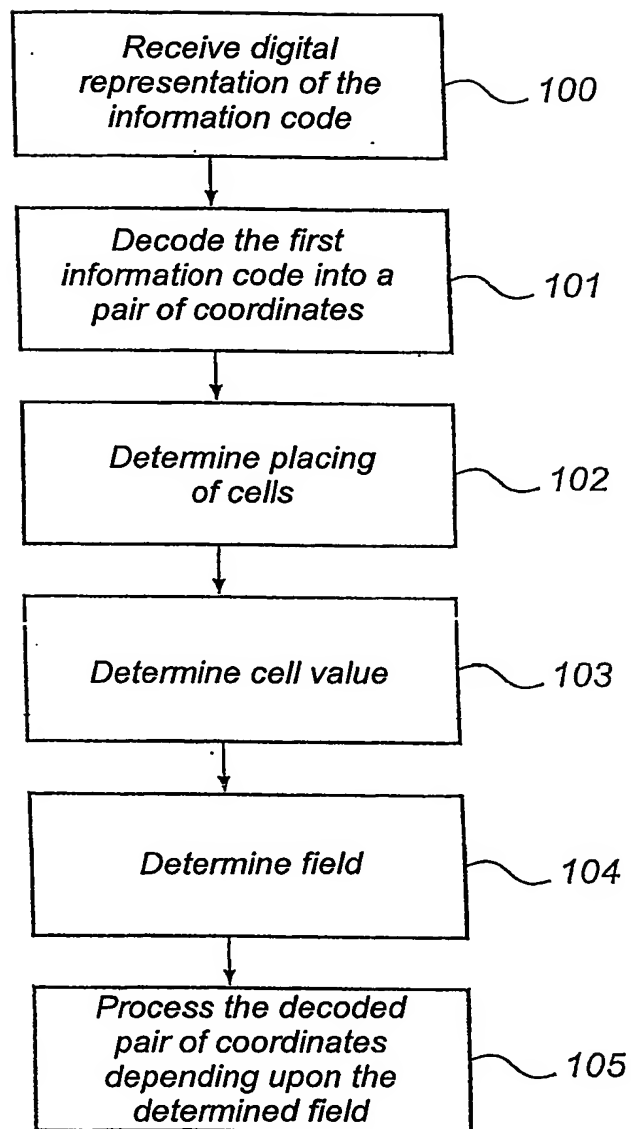 Receive digital
representation of the
information code
100
Decode the first
information code into a
pair of coordinates
101
Determine placing
of cells
102
Determine cell value
103
Determine field
104
Process the decoded
pair of coordinates
depending upon the
determined field
105